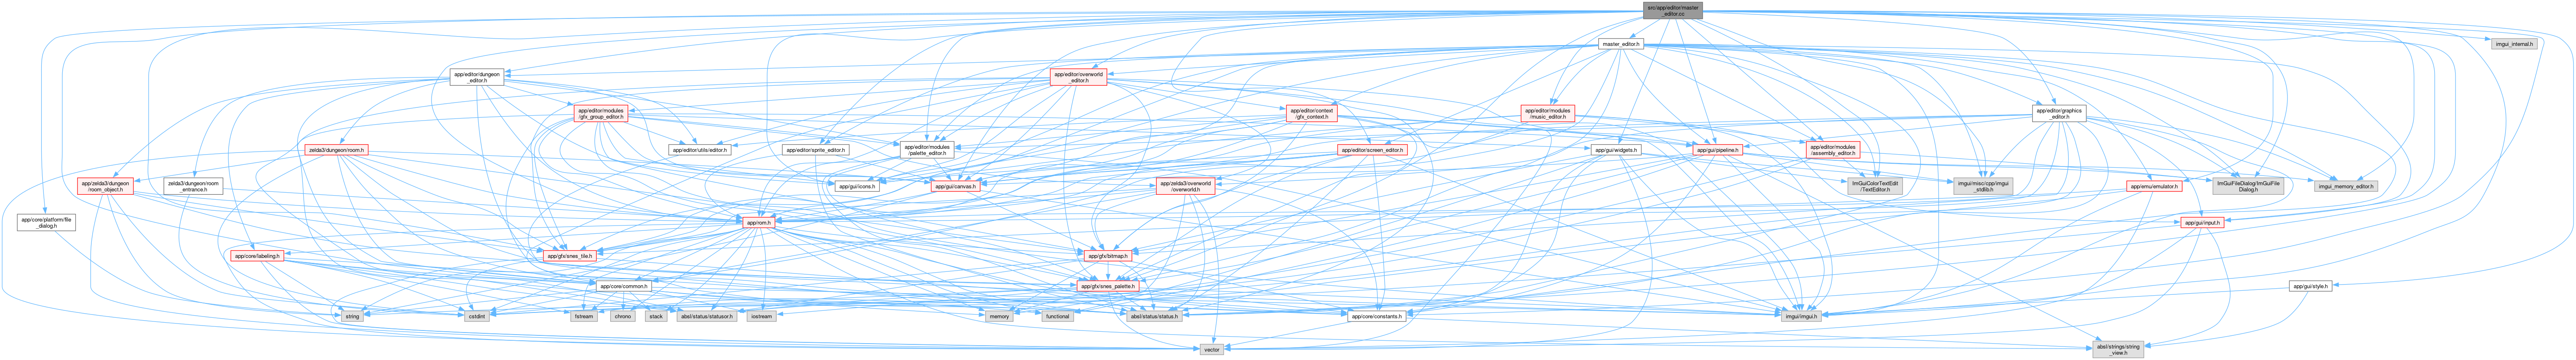 src/app/editor/master
_editor.cc
imgui_internal.h
master_editor.h
app/editor/dungeon
_editor.h
app/editor/overworld
_editor.h
app/editor/modules
/gfx_group_editor.h
app/editor/context
/gfx_context.h
app/editor/modules
/music_editor.h
app/editor/graphics
_editor.h
zelda3/dungeon/room.h
app/editor/utils/editor.h
app/editor/sprite_editor.h
app/editor/modules
/palette_editor.h
app/editor/screen_editor.h
app/gui/widgets.h
app/gui/pipeline.h
app/editor/modules
/assembly_editor.h
app/zelda3/dungeon
/room_object.h
zelda3/dungeon/room
_entrance.h
app/gui/icons.h
app/gui/canvas.h
app/zelda3/overworld
/overworld.h
ImGuiColorTextEdit
/TextEditor.h
imgui/misc/cpp/imgui
_stdlib.h
app/emu/emulator.h
ImGuiFileDialog/ImGuiFile
Dialog.h
imgui_memory_editor.h
app/core/platform/file
_dialog.h
app/rom.h
app/gui/input.h
app/core/labeling.h
app/gfx/snes_tile.h
app/gfx/bitmap.h
app/core/common.h
app/gfx/snes_palette.h
app/gui/style.h
string
cstdint
fstream
chrono
stack
absl/status/statusor.h
iostream
memory
functional
absl/status/status.h
app/core/constants.h
imgui/imgui.h
vector
absl/strings/string
_view.h